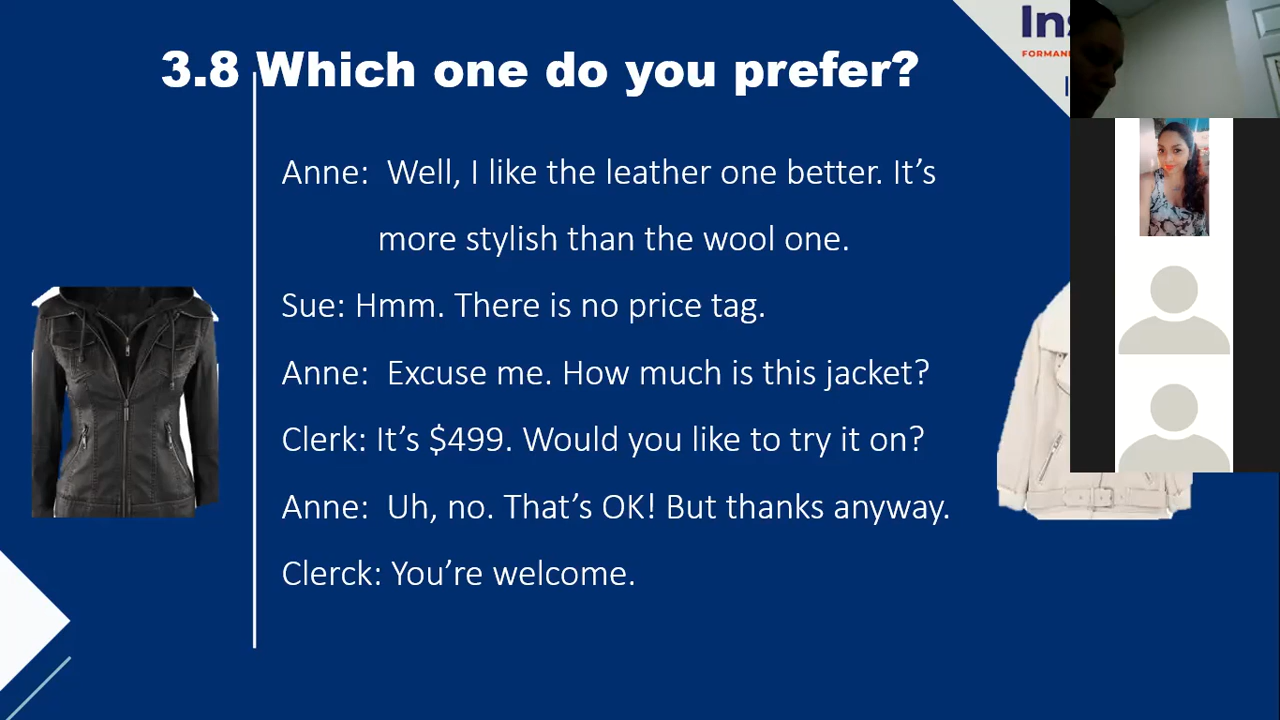 3.8 Which one do you prefer?
Anne: Well, I like the leather one better. It's
more stylish than the wool one.
Sue: Hmm. There is no price tag.
Anne: Excuse me. How much is this jacket?
Clerk: It's $499. Would you like to try it on?
Anne: Uh, no. That's OK! But thanks anyway.
Clerck: You're welcome.